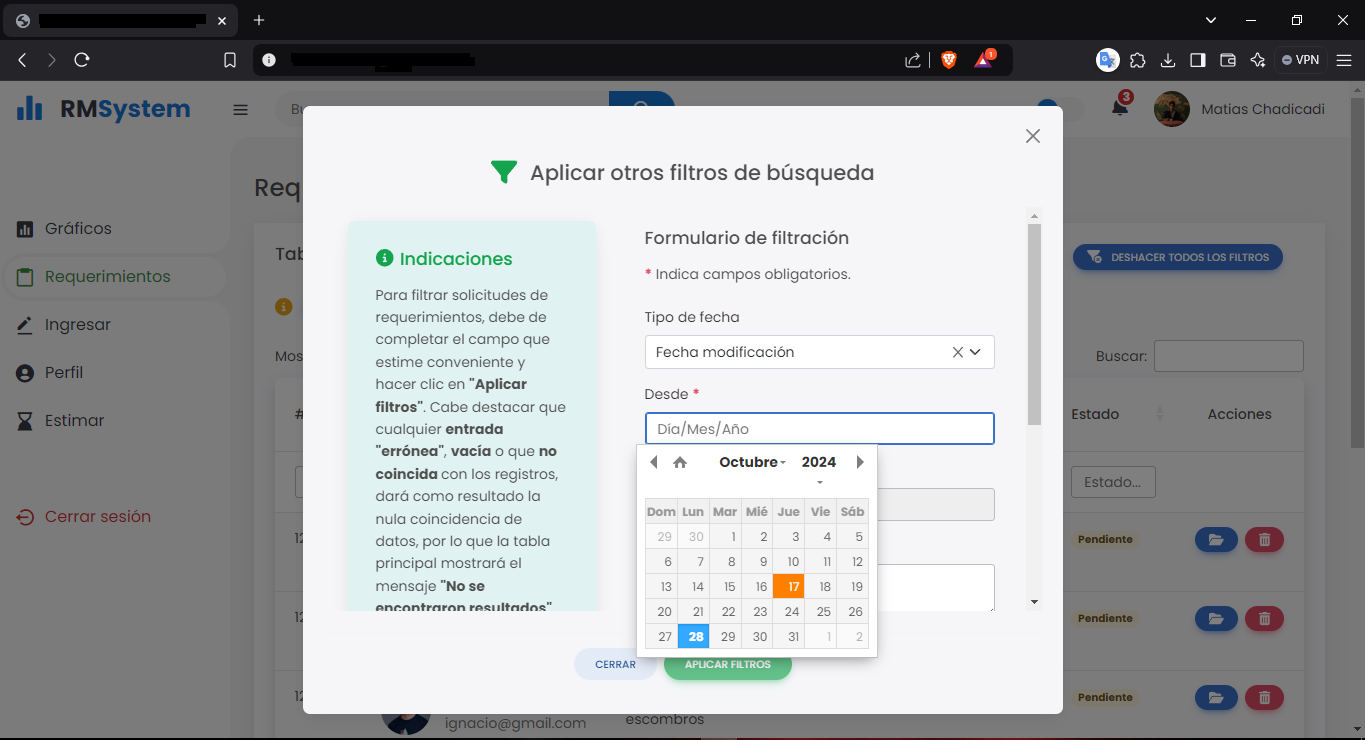 VPN
1
RMSystem
Bu
3
Matias Chadicadi
Gráficos
Requerimientos
Ingresar
Perfil
Estimar
Cerrar sesión
Req
Tab
Mos
#
12
12
12
Aplicar otros filtros de búsqueda
Indicaciones
Para filtrar solicitudes de
requerimientos, debe de
completar el campo que
estime conveniente y
hacer clic en "Aplicar
filtros". Cabe destacar que
cualquier entrada
"errónea", vacía o que no
coincida con los registros,
dará como resultado la
nula coincidencia de
datos, por lo que la tabla
principal mostrará el
mensaje "No se
encontraron resultados"
Formulario de filtración
* Indica campos obligatorios.
Tipo de fecha
Fecha modificación
Desde *
Día/Mes/Año
Octubre 2024
Dom Lun Mar Mié Jue Vie Sáb
29 30 1 2 3 4 5
6 7 8 9 10 11 12
13 14 15 16 17 18 19
20 21 22 23 24 25 26
27 28 29 30 31 1 2
CERRAR
APLICAR FILTROS
DESHACER TODOS LOS FILTROS
Buscar:
Estado
Acciones
Estado...
Pendiente
Pendiente
Pendiente
ignacio@gmail.com
escombros